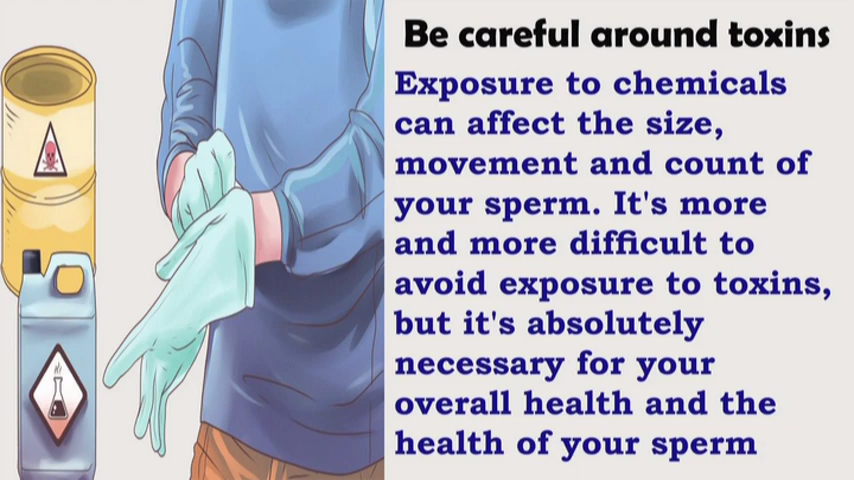 Be careful around toxins
Exposure to chemicals
can affect the size,
movement and count of
your sperm. It's more
and more difficult to
avoid exposure to toxins,
but it's absolutely
necessary for your
overall health and the
health of your sperm